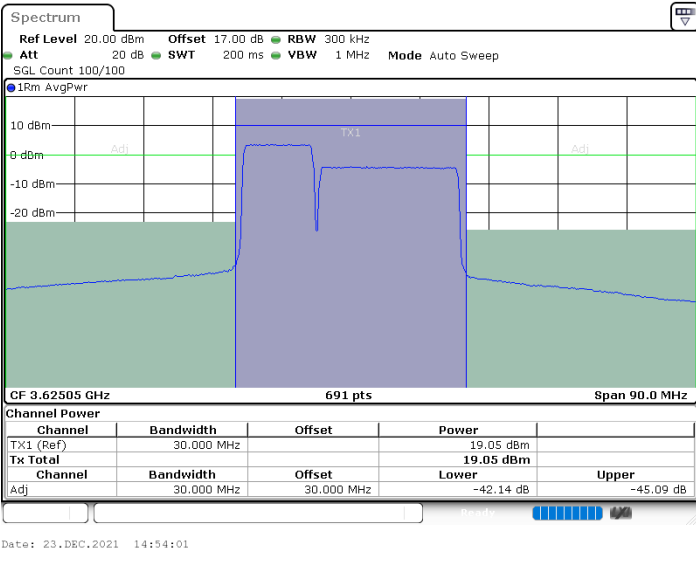 Spectrum
Ref Level 20.00 dBm Offset 17.00 dB RBW 300 kHz
Att 20 dB SWT 200 ms VBW 1 MHz Mode Auto Sweep
SGL Count 100/100
1Rm AvgPwr
10 dBm
TX1
0 dBm
Adj
Adj
-10 dBm
-20 dBm
CF 3.62505 GHz 691 pts Span 90.0 MHz
Channel Power
Channel Bandwidth Offset Power
TX1 (Ref) 30.000 MHz 19.05 dBm
Tx Total 19.05 dBm
Channel Bandwidth Offset Lower Upper
Adj 30.000 MHz 30.000 MHz -42.14 dB -45.09 dB
Ready
Date: 23.DEC.2021 14:54:01